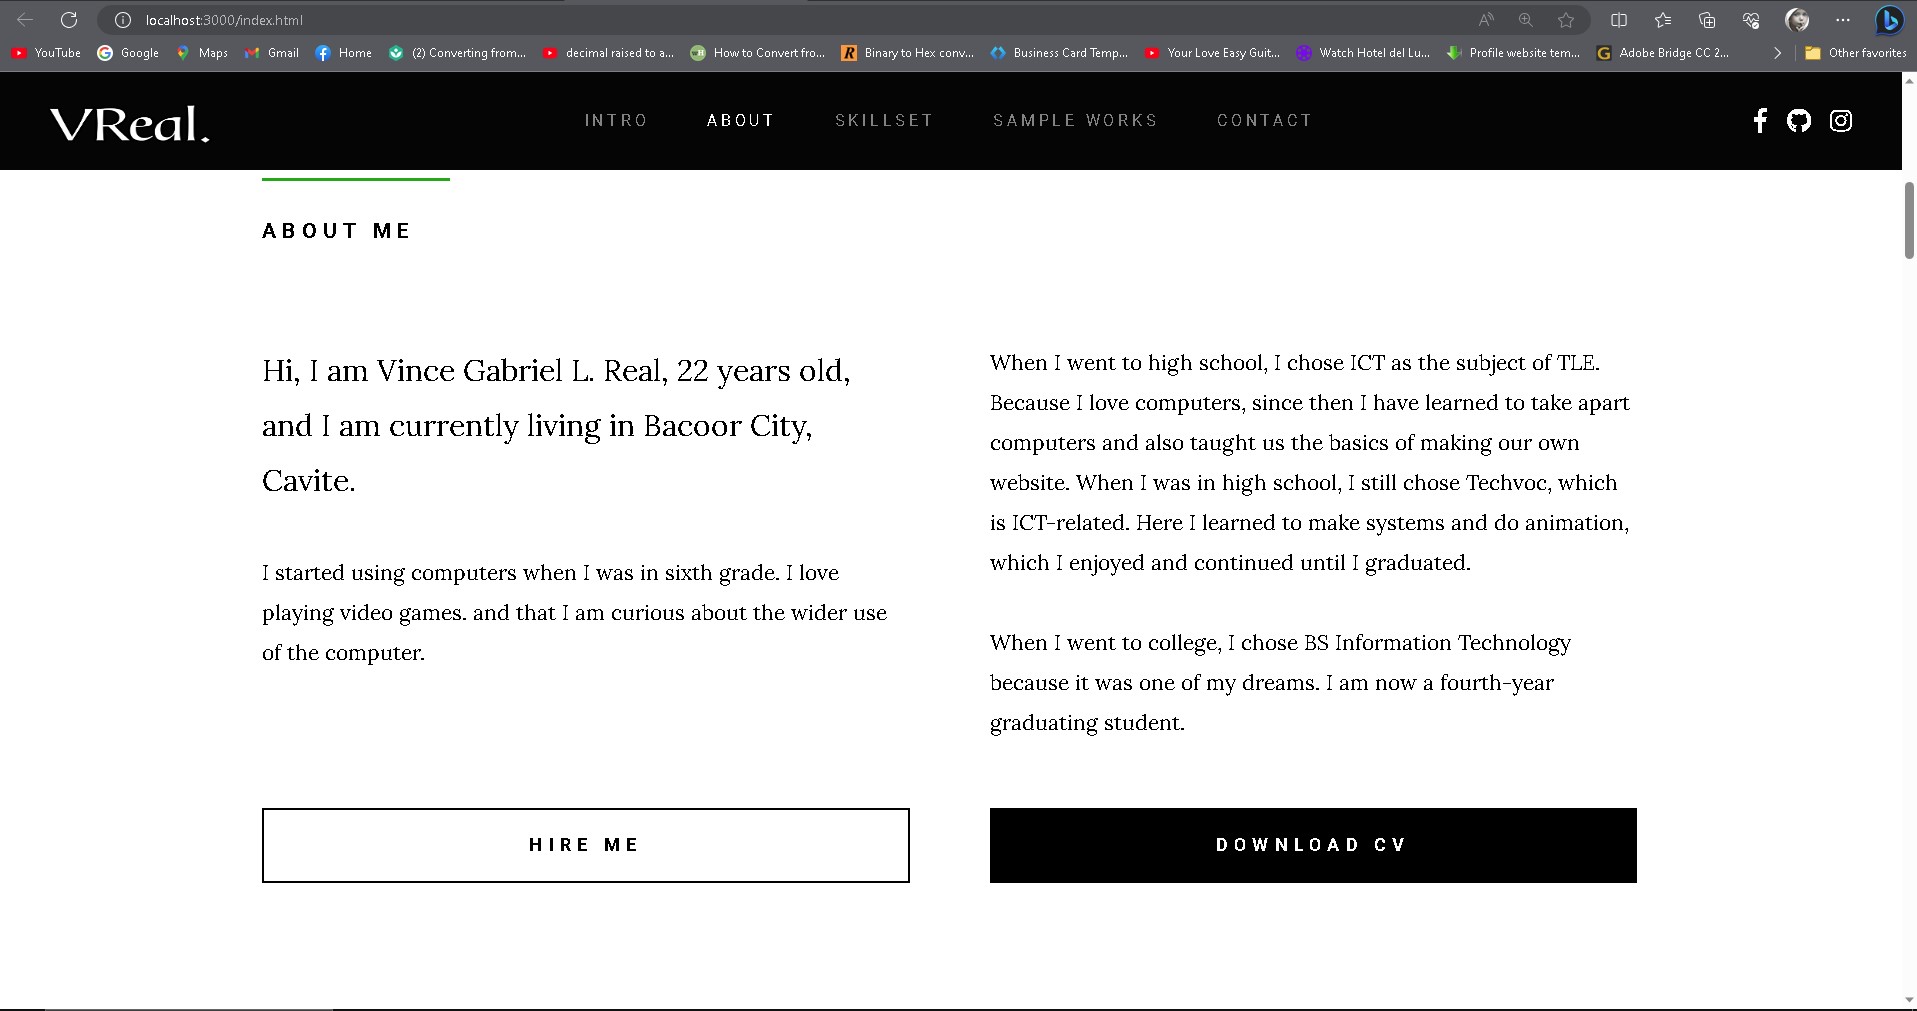 localhost:3000/index.html
YouTube Google Maps Gmail Home (2) Converting from... decimal raised to a... How to Convert fro... Binary to Hex conv... Business Card Temp... Your Love Easy Guit... Watch Hotel del Lu... Profile website tem... Adobe Bridge CC 2... Other favorites
VReal. INTRO ABOUT SKILLSET SAMPLE WORKS CONTACT
ABOUT ME
Hi, I am Vince Gabriel L. Real, 22 years old,
and I am currently living in Bacoor City,
Cavite.
I started using computers when I was in sixth grade. I love
playing video games. and that I am curious about the wider use
of the computer.
When I went to high school, I chose ICT as the subject of TLE.
Because I love computers, since then I have learned to take apart
computers and also taught us the basics of making our own
website. When I was in high school, I still chose Techvoc, which
is ICT-related. Here I learned to make systems and do animation,
which I enjoyed and continued until I graduated.
When I went to college, I chose BS Information Technology
because it was one of my dreams. I am now a fourth-year
graduating student.
HIRE ME
DOWNLOAD CV